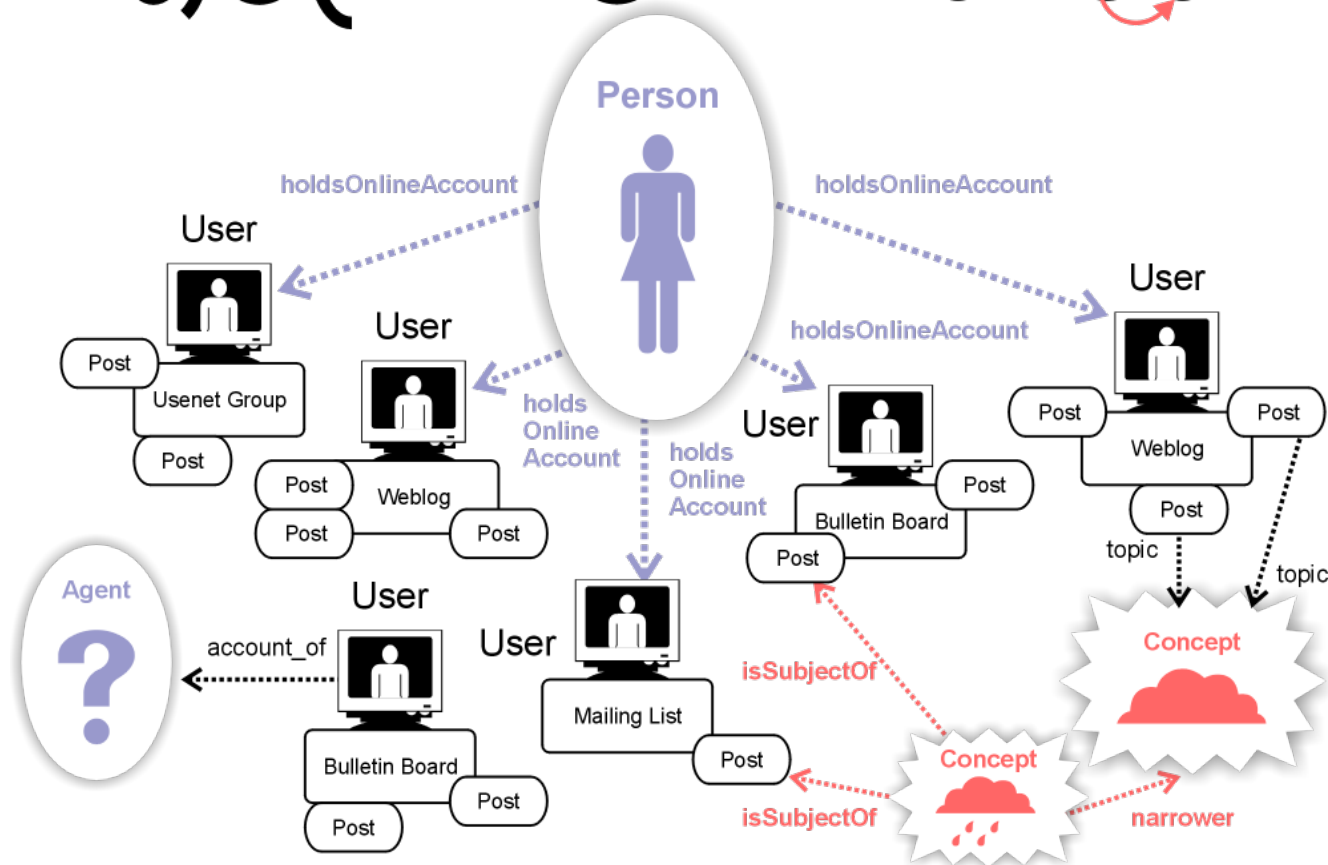 Person
holdsOnlineAccount
holdsOnlineAccount
User
User
User
holdsOnlineAccount
Post
Usenet Group
Post
holds
Online
Account
User
Post
Post
Weblog
Post
holds
Online
Account
Post
Weblog
Post
Post
Post
Bulletin Board
Post
Post
topic
topic
Agent
?
account_of
User
User
Mailing List
Post
isSubjectOf
Concept
Bulletin Board
Post
Post
isSubjectOf
Concept
narrower